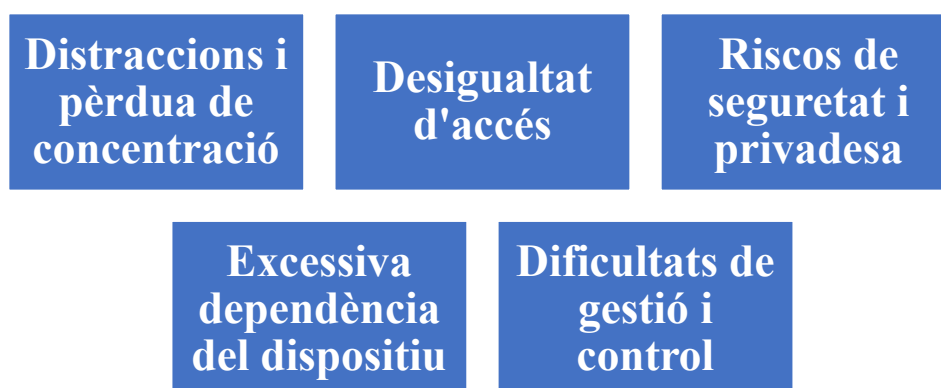 Distraccions i
pèrdua de
concentració
Desigualtat
d'accés
Riscos de
seguretat i
privadesa
Excessiva
dependència
del dispositiu
Dificultats de
gestió i
control